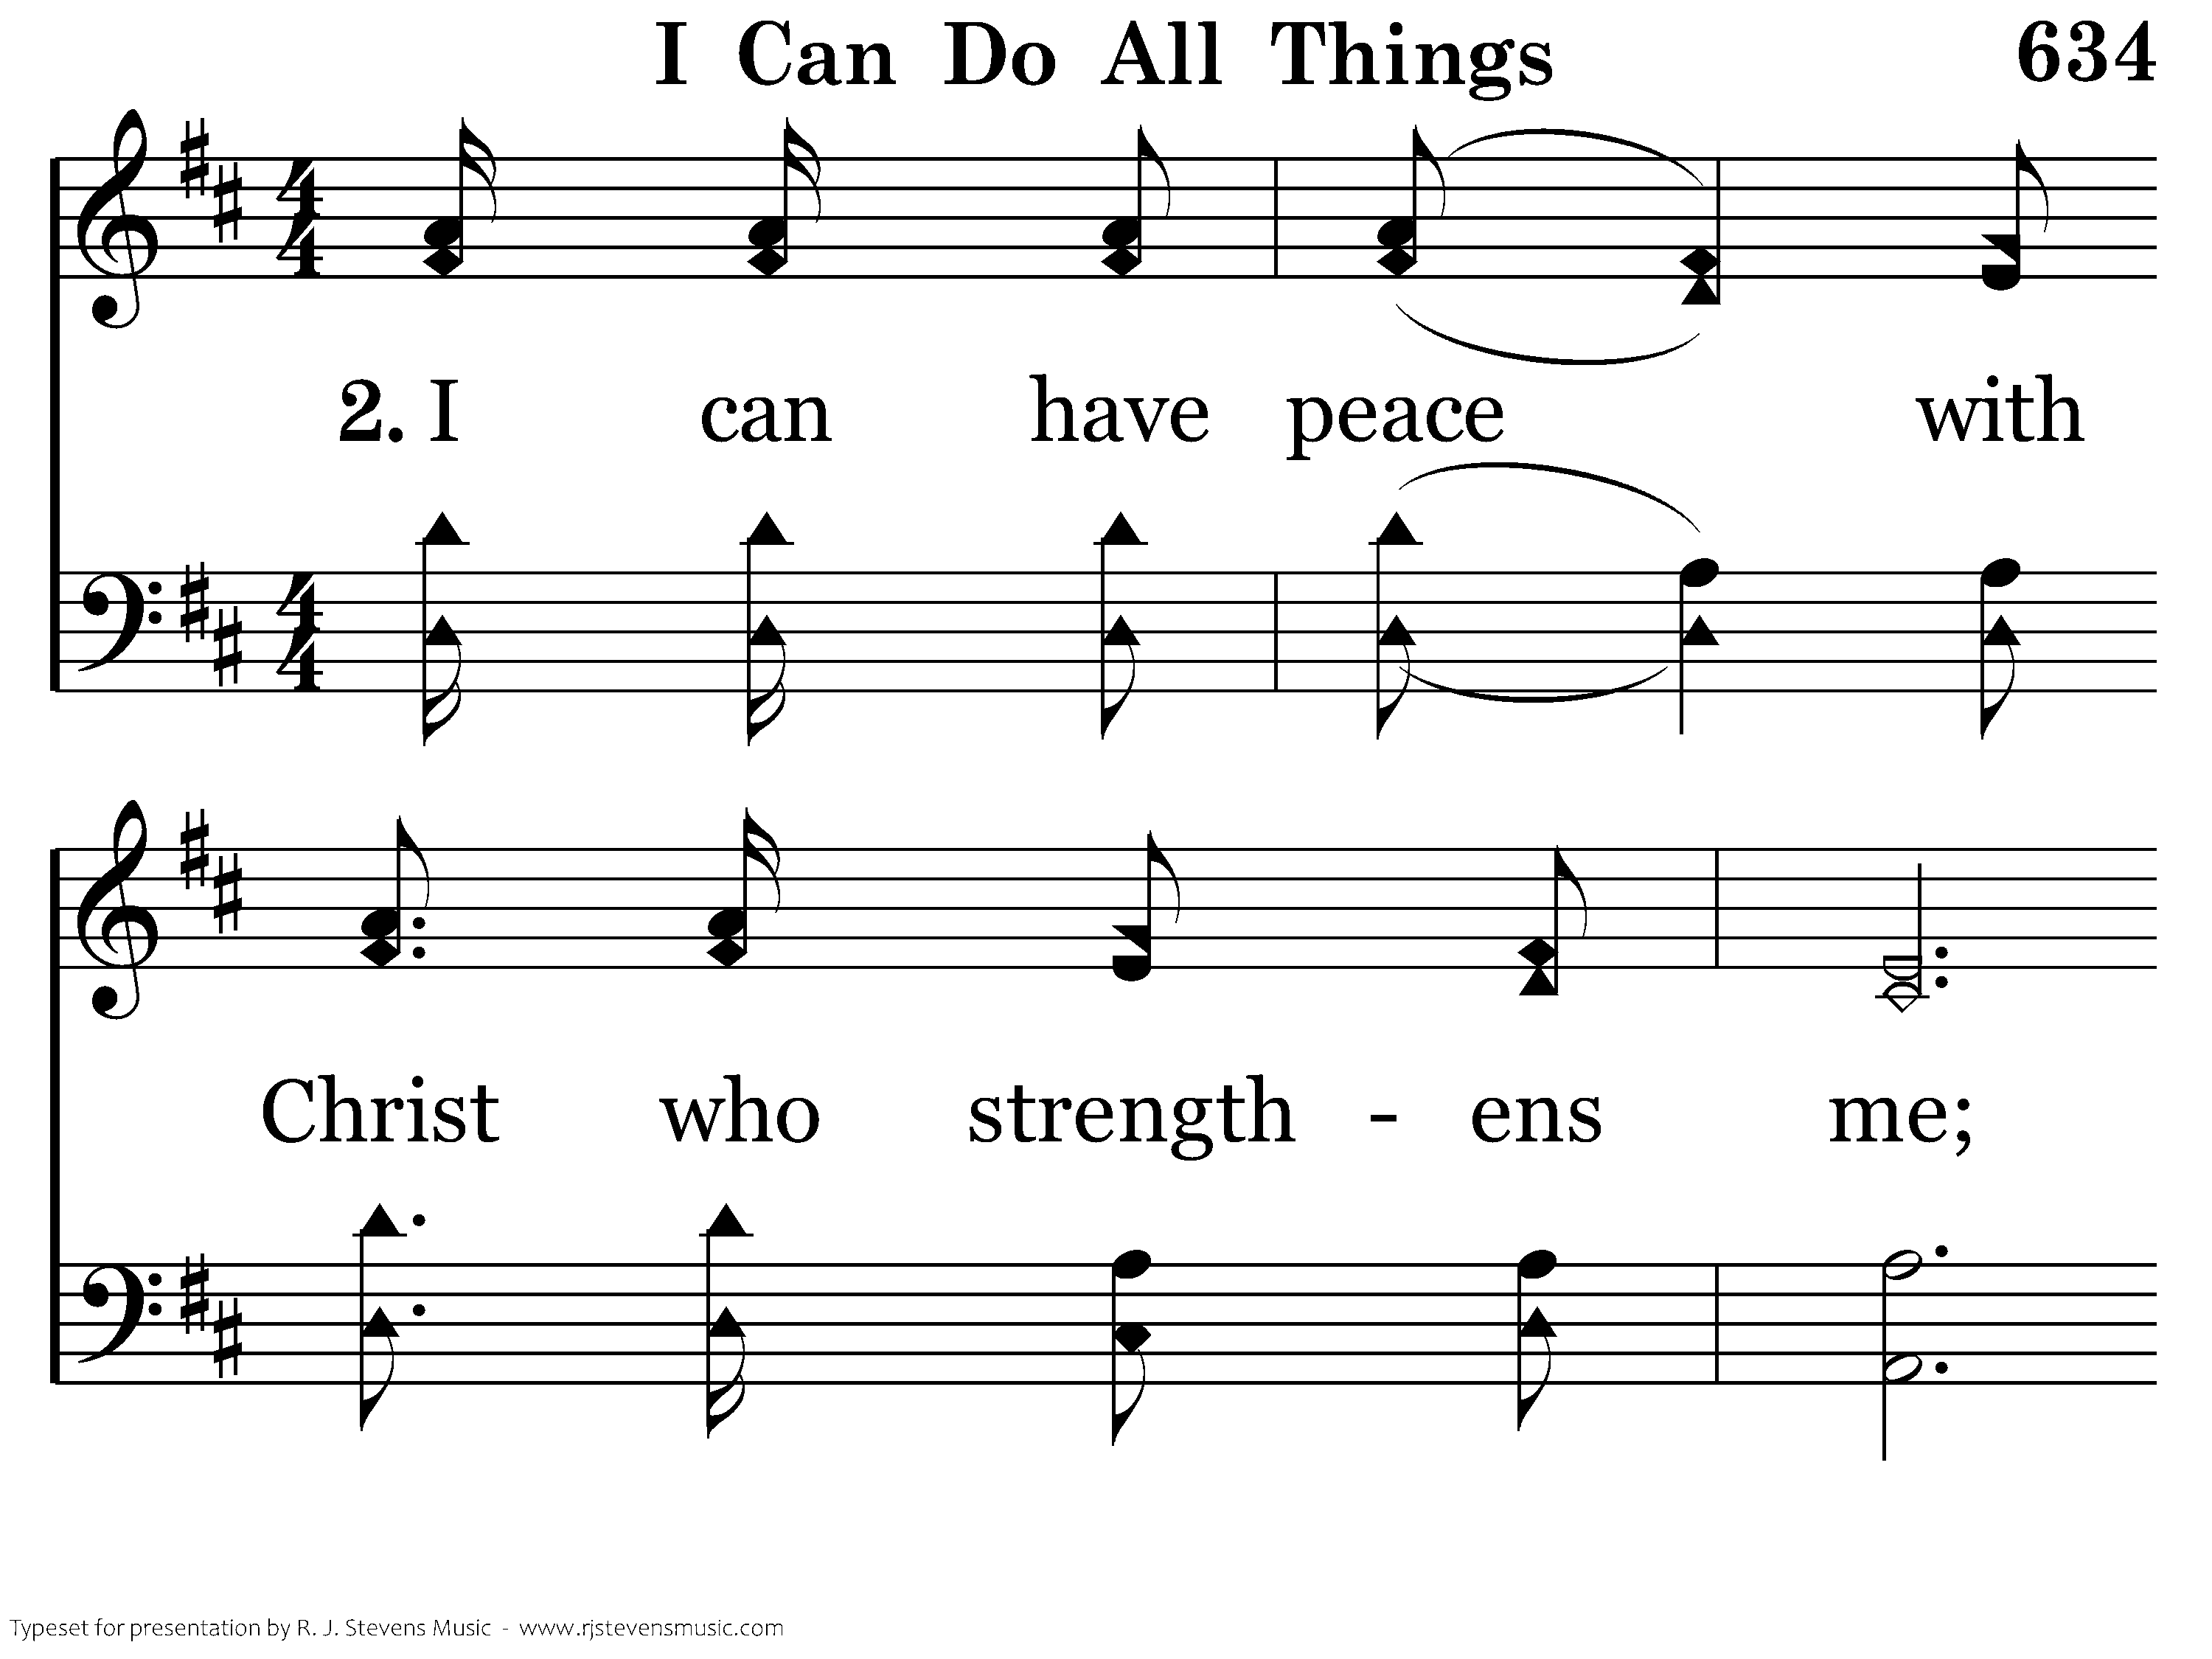 I Can Do All Things 634
2. I can have peace with
Christ who strength - ens me;
Typeset for presentation by R. J. Stevens Music - www.rjstevensmusic.com